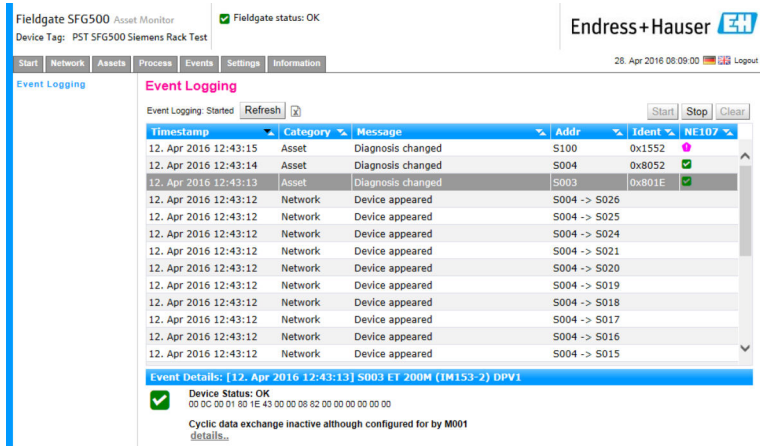 Fieldgate SFG500 Asset Monitor
Device Tag: PST SFG500 Siemens Rack Test
Fieldgate status: OK
Endress+Hauser EH
Start Network Assets Process Events Settings Information
28. Apr 2016 08:09:00 Logout
Event Logging
Event Logging
Event Logging: Started Refresh
Start Stop Clear
Timestamp Category Message Addr Ident NE107
12. Apr 2016 12:43:15 Asset Diagnosis changed S100 0x1552
12. Apr 2016 12:43:14 Asset Diagnosis changed S004 0x8052
12. Apr 2016 12:43:13 Asset Diagnosis changed S003 0x801E
12. Apr 2016 12:43:12 Network Device appeared S004 -> S026
12. Apr 2016 12:43:12 Network Device appeared S004 -> S025
12. Apr 2016 12:43:12 Network Device appeared S004 -> S024
12. Apr 2016 12:43:12 Network Device appeared S004 -> S021
12. Apr 2016 12:43:12 Network Device appeared S004 -> S020
12. Apr 2016 12:43:12 Network Device appeared S004 -> S019
12. Apr 2016 12:43:12 Network Device appeared S004 -> S018
12. Apr 2016 12:43:12 Network Device appeared S004 -> S017
12. Apr 2016 12:43:12 Network Device appeared S004 -> S016
12. Apr 2016 12:43:12 Network Device appeared S004 -> S015
Event Details: [12. Apr 2016 12:43:13] S003 ET 200M (IM153-2) DPV1
Device Status: OK
00 0C 00 01 80 1E 43 00 00 08 82 00 00 00 00 00 00
Cyclic data exchange inactive although configured for by M001
details..